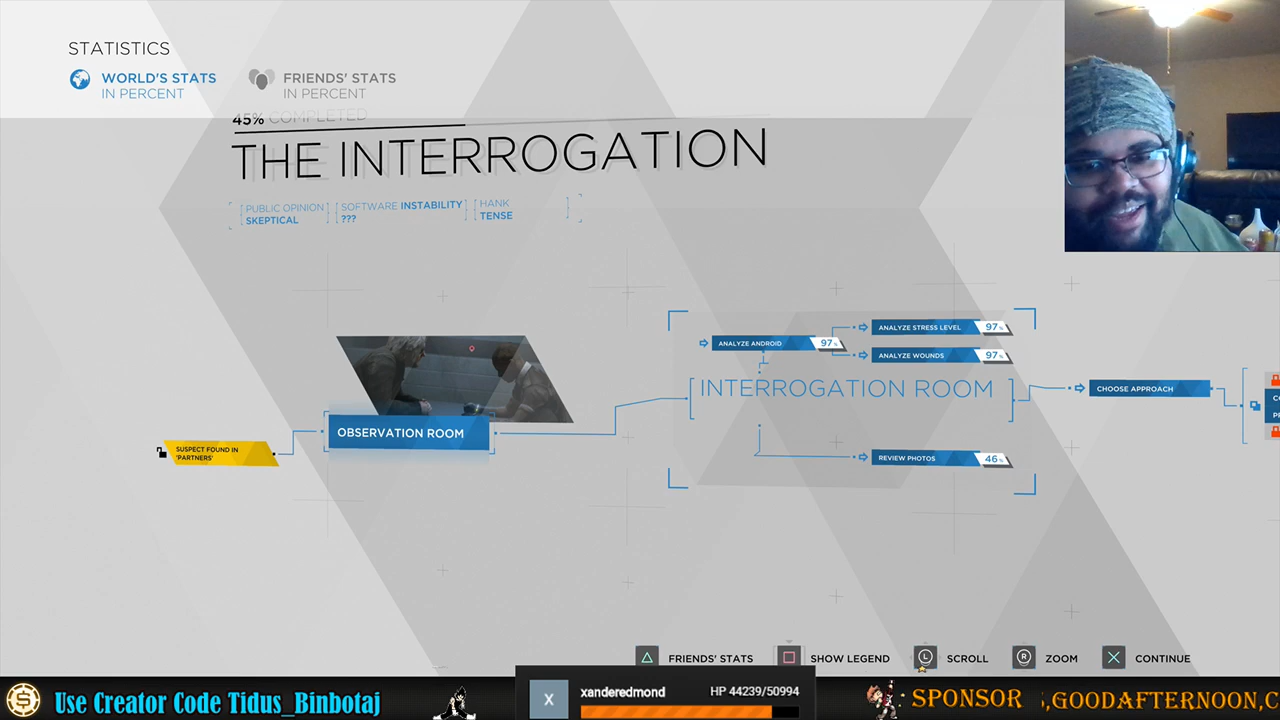 STATISTICS
WORLD'S STATS
IN PERCENT
FRIENDS' STATS
IN PERCENT
45% COMPLETED
THE INTERROGATION
PUBLIC OPINION
SKEPTICAL
SOFTWARE INSTABILITY
???
HANK
TENSE
SUSPECT FOUND IN
'PARTNERS'
OBSERVATION ROOM
ANALYZE ANDROID 97%
ANALYZE STRESS LEVEL 97%
ANALYZE WOUNDS 97%
INTERROGATION ROOM
REVIEW PHOTOS 46%
CHOOSE APPROACH
FRIENDS' STATS
SHOW LEGEND
L SCROLL
R ZOOM
CONTINUE
Use Creator Code Tidus_Binbotaj
X
xanderedmond
HP 44239/50994
SPONSOR
,GOODAFTERNOON,C